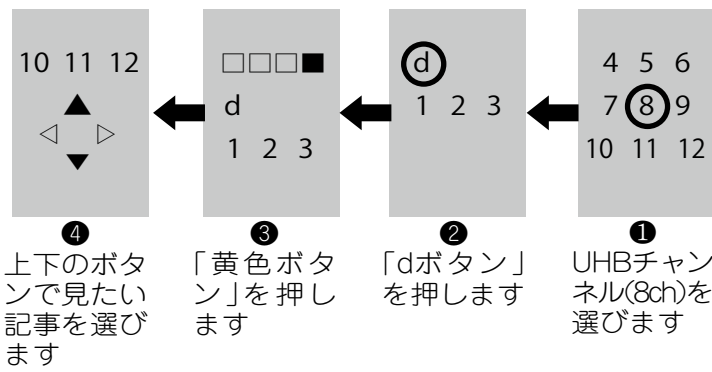 4 5 6
7 8 9
10 11 12
❶
UHBチャン
ネル(8ch)を
選びます
d
1 2 3
❷
「dボタン」
を押します
□□□■
d
1 2 3
❸
「黄色ボタ
ン」を押し
ます
10 11 12
▲
◁ ▷
▼
❹
上下のボタ
ンで見たい
記事を選び
ます